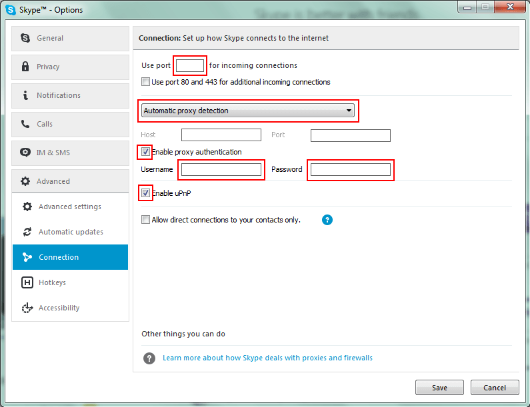 Skype is better with friends
Skype™ - Options
General
Privacy
Notifications
Calls
IM & SMS
Advanced
Advanced settings
Automatic updates
Connection
Hotkeys
Accessibility
Connection: Set up how Skype connects to the internet
Use port for incoming connections
Use port 80 and 443 for additional incoming connections
Automatic proxy detection
Host Port
Enable proxy authentication
Username Password
Enable uPnP
Allow direct connections to your contacts only. ?
Other things you can do
? Learn more about how Skype deals with proxies and firewalls
Save Cancel